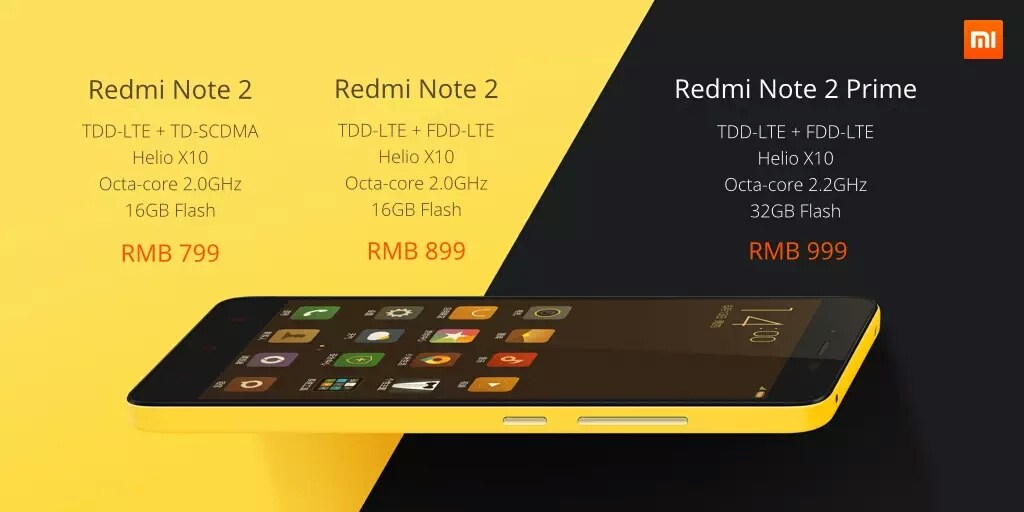 mi
Redmi Note 2
TDD-LTE + TD-SCDMA
Helio X10
Octa-core 2.0GHz
16GB Flash
RMB 799
Redmi Note 2
TDD-LTE + FDD-LTE
Helio X10
Octa-core 2.0GHz
16GB Flash
RMB 899
Redmi Note 2 Prime
TDD-LTE + FDD-LTE
Helio X10
Octa-core 2.2GHz
32GB Flash
RMB 999
14:00